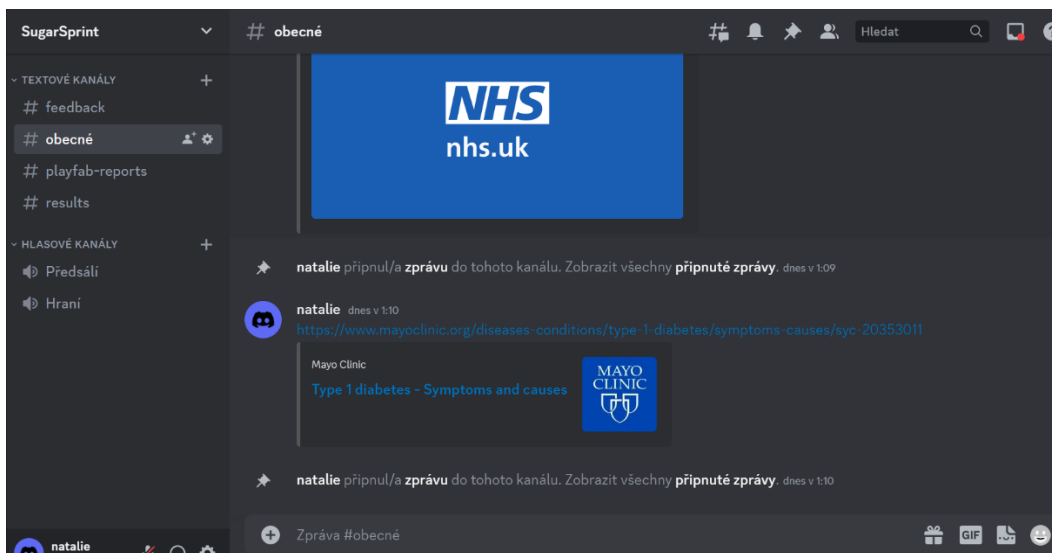 SugarSprint
TEXTOVÉ KANÁLY
# feedback
# obecné
# playfab-reports
# results
HLASOVÉ KANÁLY
Předsálí
Hraní
natalie
# obecné
Hledat
NHS
nhs.uk
natalie připnul/a zprávu do tohoto kanálu. Zobrazit všechny připnuté zprávy. dnes v 1:09
natalie dnes v 1:10
https://www.mayoclinic.org/diseases-conditions/type-1-diabetes/symptoms-causes/syc-20353011
Mayo Clinic
Type 1 diabetes - Symptoms and causes
MAYO
CLINIC
natalie připnul/a zprávu do tohoto kanálu. Zobrazit všechny připnuté zprávy. dnes v 1:10
Zpráva #obecné
GIF